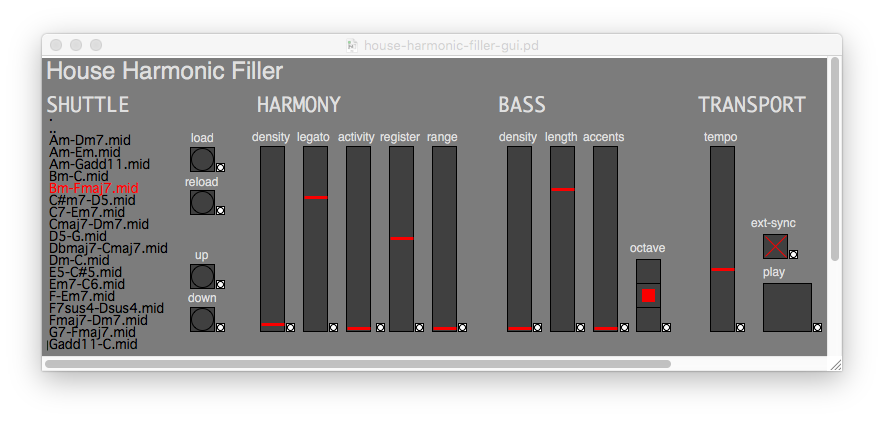 house-harmonic-filler-gui.pd
House Harmonic Filler
SHUTTLE
.
..
Am-Dm7.mid
Am-Em.mid
Am-Gadd11.mid
Bm-C.mid
Bm-Fmaj7.mid
C#m7-D5.mid
C7-Em7.mid
Cmaj7-Dm7.mid
D5-G.mid
Dbmaj7-Cmaj7.mid
Dm-C.mid
E5-C#5.mid
Em7-C6.mid
F-Em7.mid
F7sus4-Dsus4.mid
Fmaj7-Dm7.mid
G7-Fmaj7.mid
Gadd11-C.mid
load
reload
up
down
HARMONY
density legato activity register range
BASS
density length accents
octave
TRANSPORT
tempo
ext-sync
play